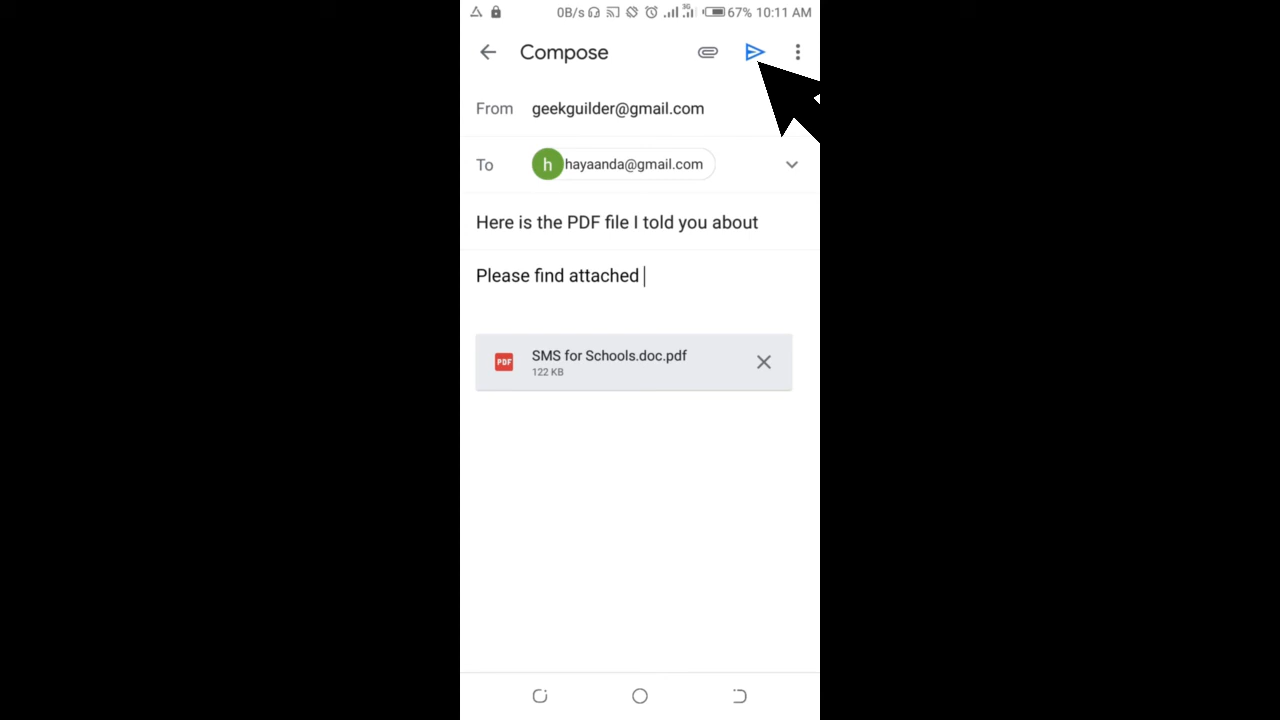 0B/s 3G 67% 10:11 AM
Compose
From geekguilder@gmail.com
To h hayaanda@gmail.com
Here is the PDF file I told you about
Please find attached
PDF SMS for Schools.doc.pdf
122 KB